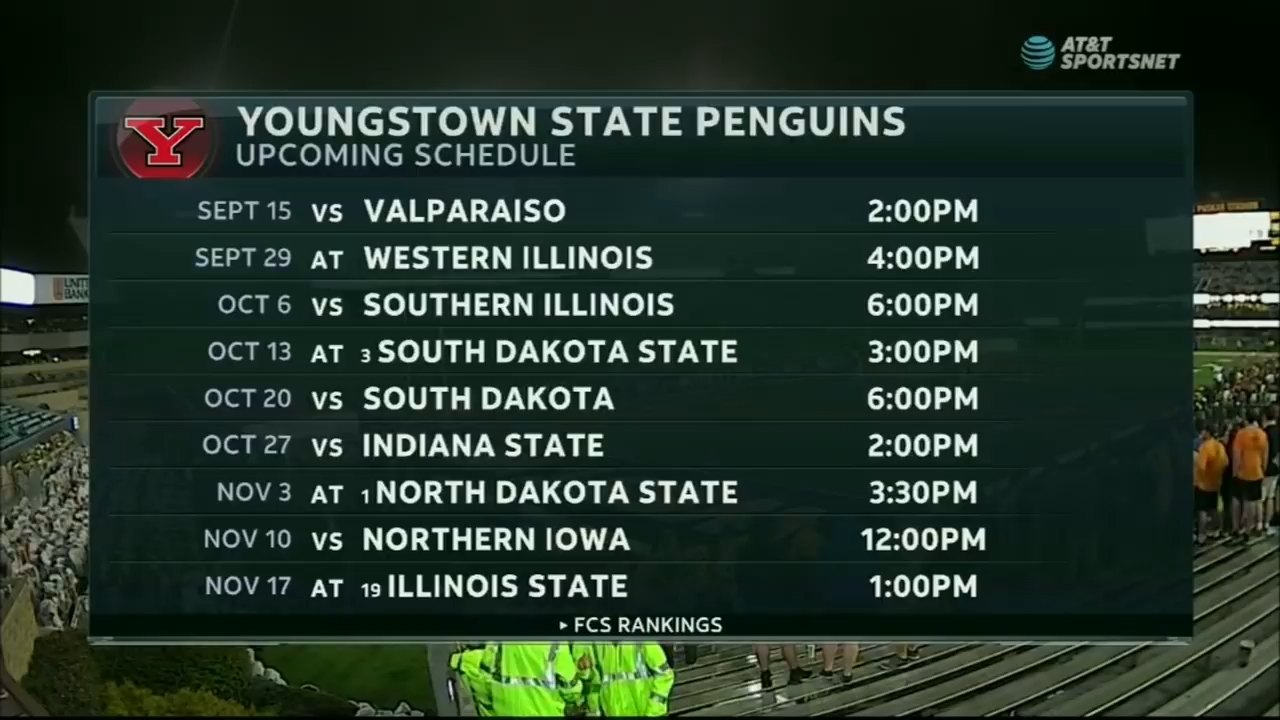 AT&T
SPORTSNET
Y
YOUNGSTOWN STATE PENGUINS
UPCOMING SCHEDULE
SEPT 15 VS VALPARAISO 2:00PM
SEPT 29 AT WESTERN ILLINOIS 4:00PM
OCT 6 VS SOUTHERN ILLINOIS 6:00PM
OCT 13 AT 3 SOUTH DAKOTA STATE 3:00PM
OCT 20 VS SOUTH DAKOTA 6:00PM
OCT 27 VS INDIANA STATE 2:00PM
NOV 3 AT 1 NORTH DAKOTA STATE 3:30PM
NOV 10 VS NORTHERN IOWA 12:00PM
NOV 17 AT 19 ILLINOIS STATE 1:00PM
▸ FCS RANKINGS